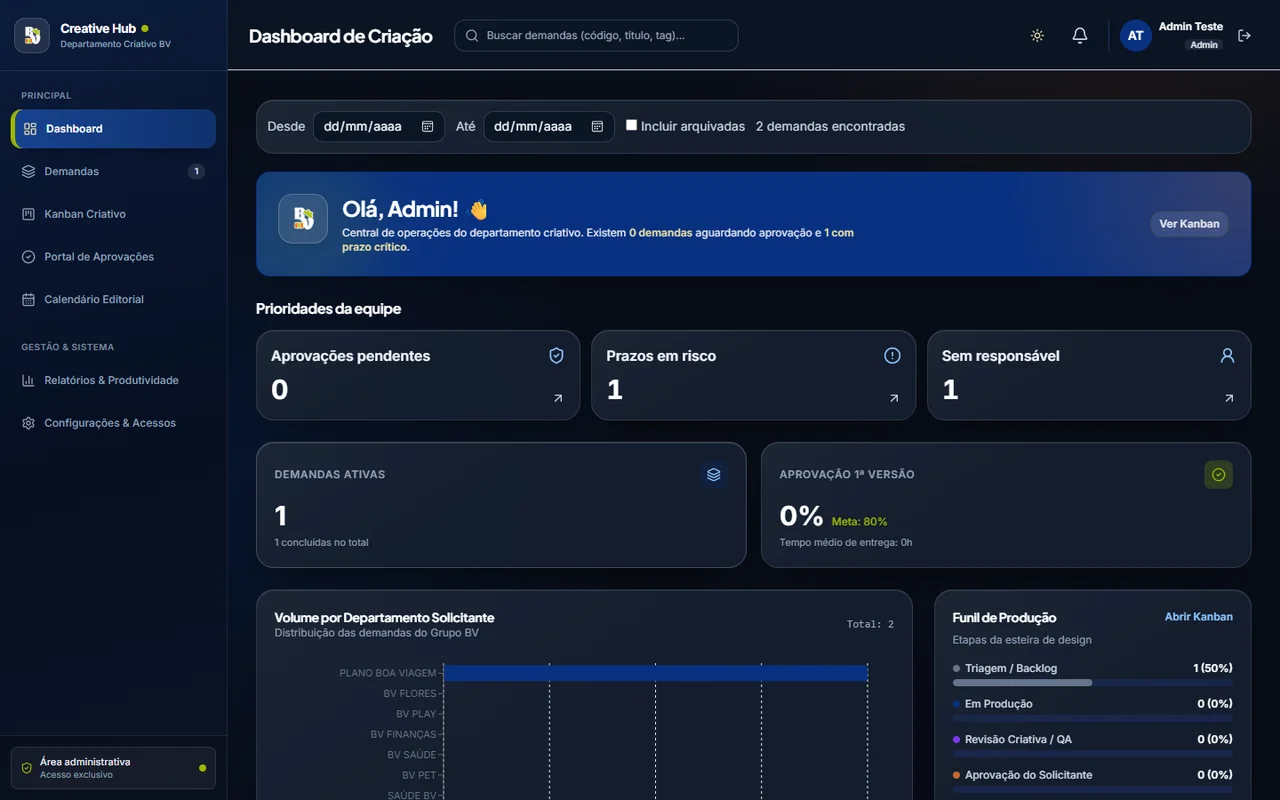 Creative Hub
Departamento Criativo BV
Dashboard de Criação
Buscar demandas (código, título, tag)...
AT
Admin Teste
Admin
PRINCIPAL
Dashboard
Demandas
1
Kanban Criativo
Portal de Aprovações
Calendário Editorial
GESTÃO & SISTEMA
Relatórios & Produtividade
Configurações & Acessos
Área administrativa
Acesso exclusivo
Desde
dd/mm/aaaa
Até
dd/mm/aaaa
Incluir arquivadas
2 demandas encontradas
Olá, Admin! 👋
Central de operações do departamento criativo. Existem 0 demandas aguardando aprovação e 1 com
prazo crítico.
Ver Kanban
Prioridades da equipe
Aprovações pendentes
0
Prazos em risco
1
Sem responsável
1
DEMANDAS ATIVAS
1
1 concluídas no total
APROVAÇÃO 1ª VERSÃO
0% Meta: 80%
Tempo médio de entrega: 0h
Volume por Departamento Solicitante
Distribuição das demandas do Grupo BV
Total: 2
PLANO BOA VIAGEM
BV FLORES
BV PLAY
BV FINANÇAS
BV SAÚDE
BV PET
SAÚDE BV
Funil de Produção
Abrir Kanban
Etapas da esteira de design
Triagem / Backlog
1 (50%)
Em Produção
0 (0%)
Revisão Criativa / QA
0 (0%)
Aprovação do Solicitante
0 (0%)